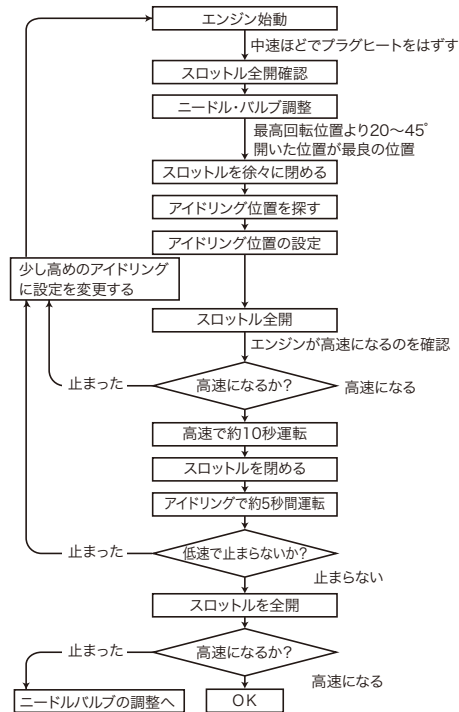 エンジン始動
中速ほどでプラグヒートをはずす
スロットル全開確認
ニードル・バルブ調整
最高回転位置より20～45°
開いた位置が最良の位置
スロットルを徐々に閉める
アイドリング位置を探す
アイドリング位置の設定
少し高めのアイドリング
に設定を変更する
スロットル全開
エンジンが高速になるのを確認
止まった
高速になるか？
高速になる
高速で約10秒運転
スロットルを閉める
アイドリングで約5秒間運転
止まった
低速で止まらないか？
止まらない
スロットルを全開
止まった
高速になるか？
高速になる
ニードルバルブの調整へ
OK